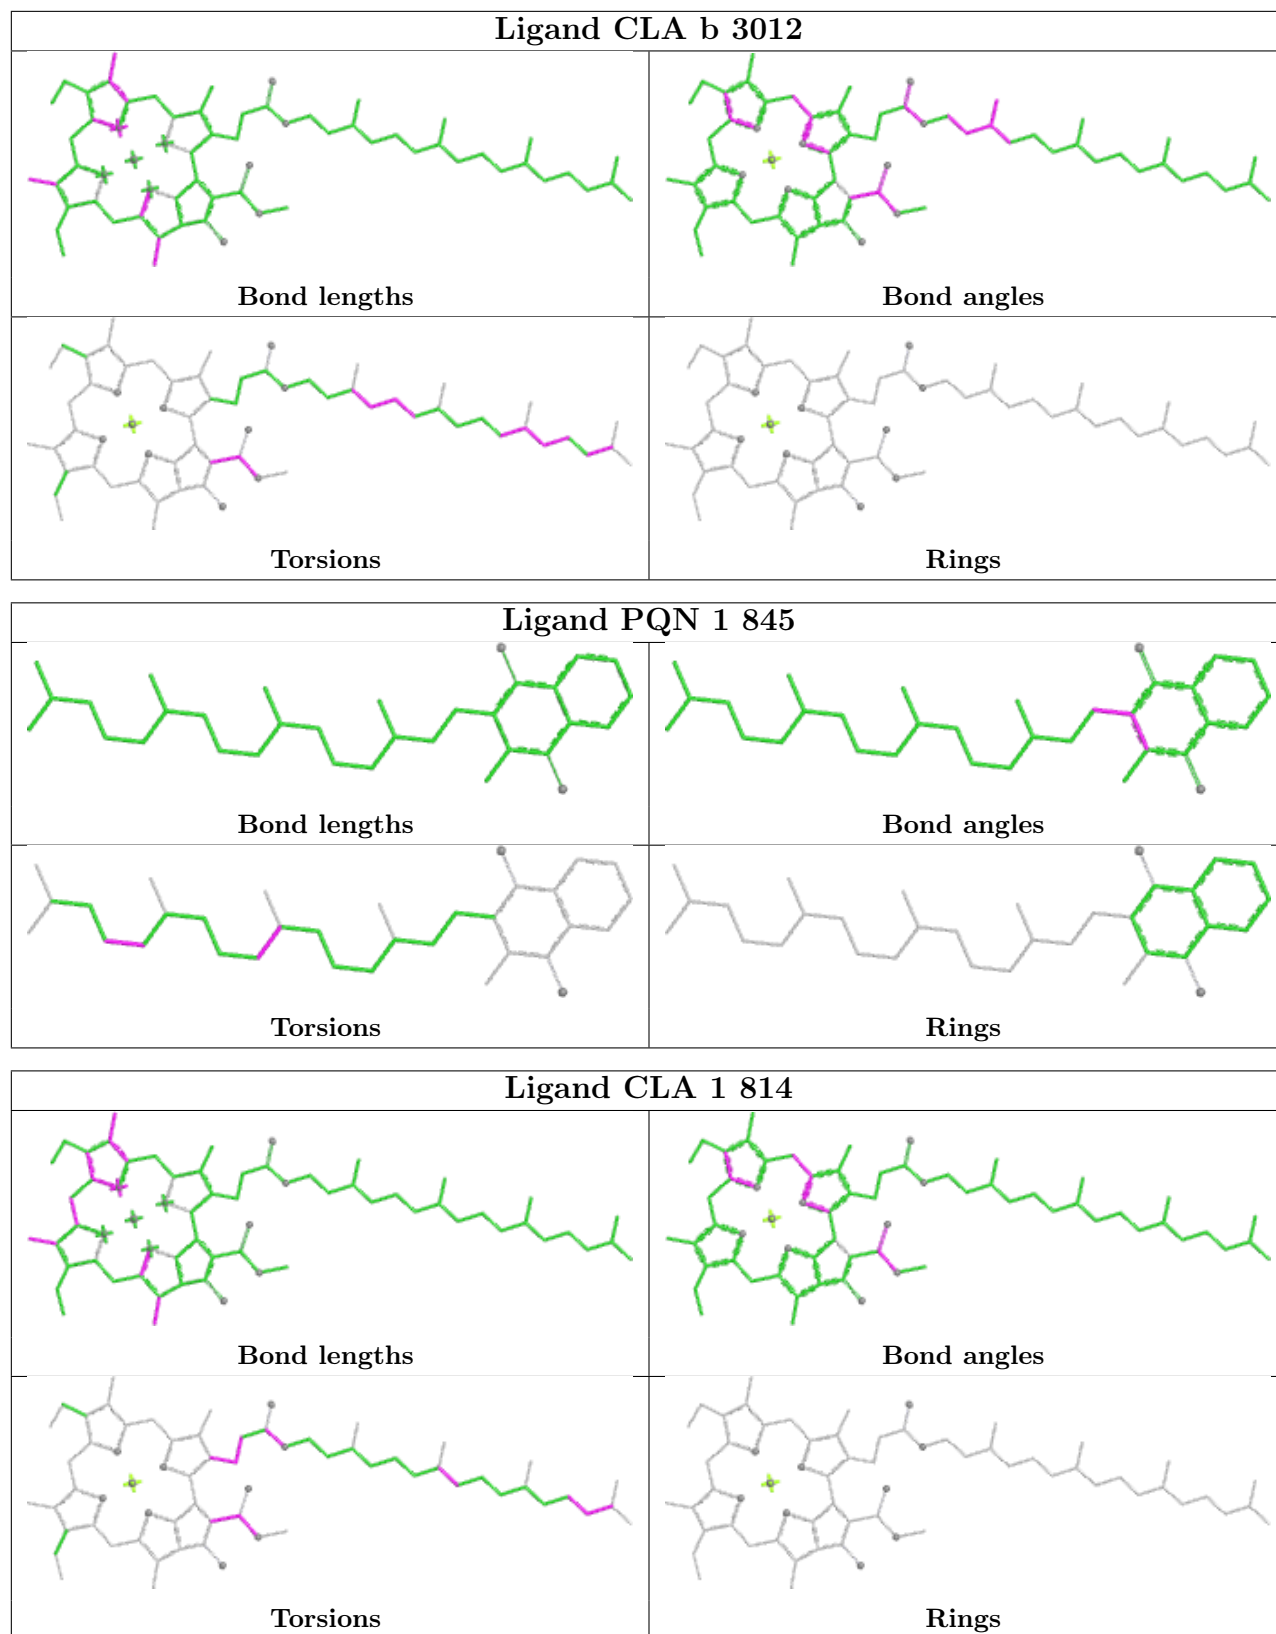 Ligand CLA b 3012
Bond lengths
Bond angles
Torsions
Rings
Ligand PQN 1 845
Bond lengths
Bond angles
Torsions
Rings
Ligand CLA 1 814
Bond lengths
Bond angles
Torsions
Rings